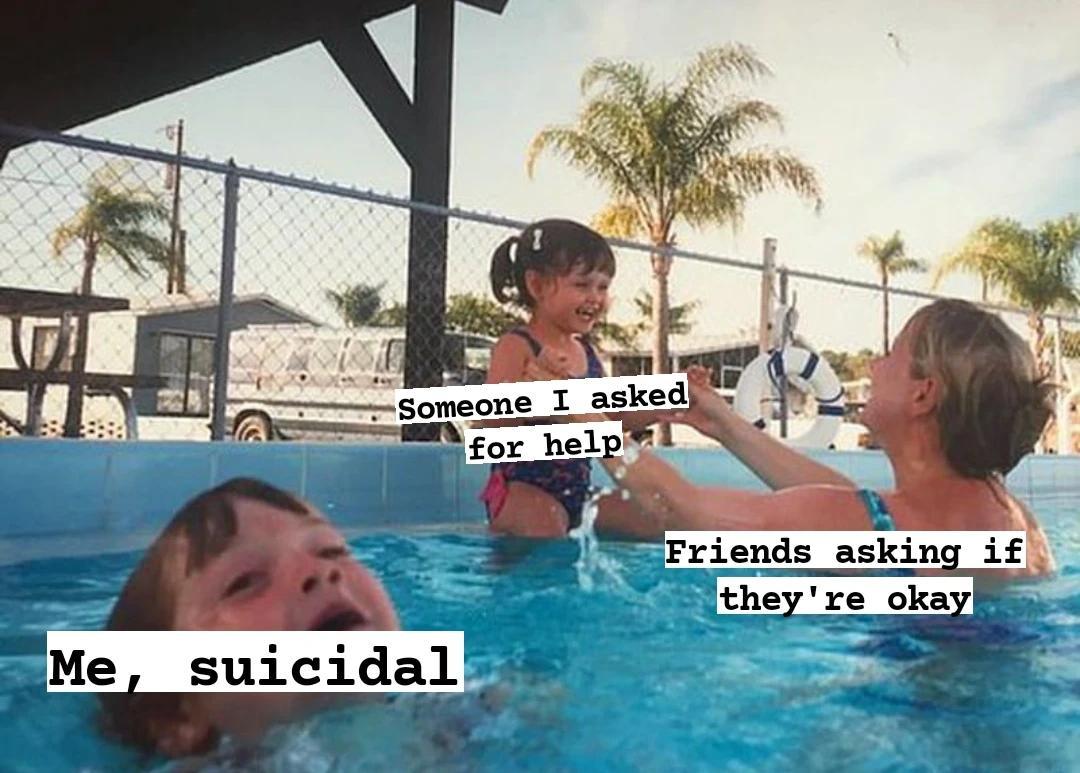 Someone I asked
for help
Friends asking if
they're okay
Me, suicidal